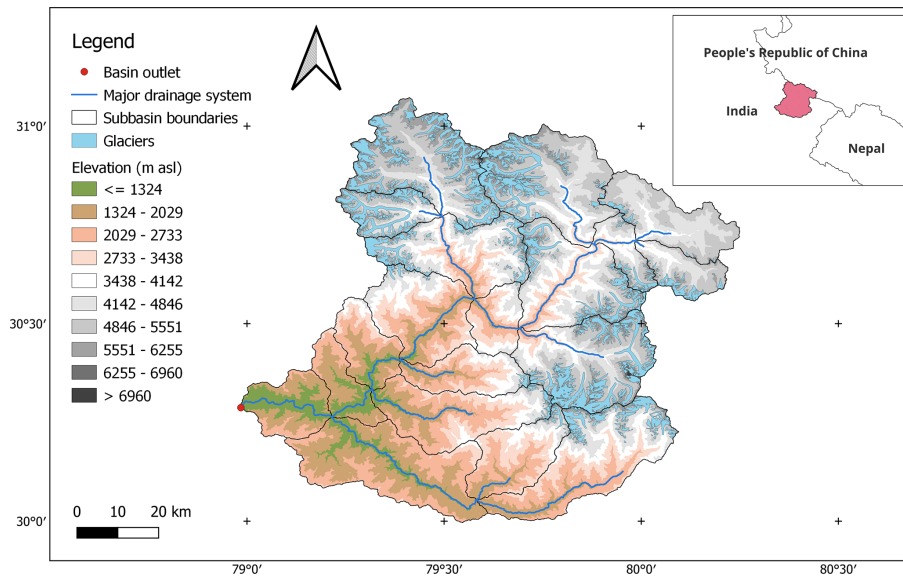 Legend
Basin outlet
Major drainage system
Subbasin boundaries
Glaciers
Elevation (m asl)
<= 1324
1324 - 2029
2029 - 2733
2733 - 3438
3438 - 4142
4142 - 4846
4846 - 5551
5551 - 6255
6255 - 6960
> 6960
0 10 20 km
People's Republic of China
India
Nepal
31°0′
30°30′
30°0′
79°0′
79°30′
80°0′
80°30′